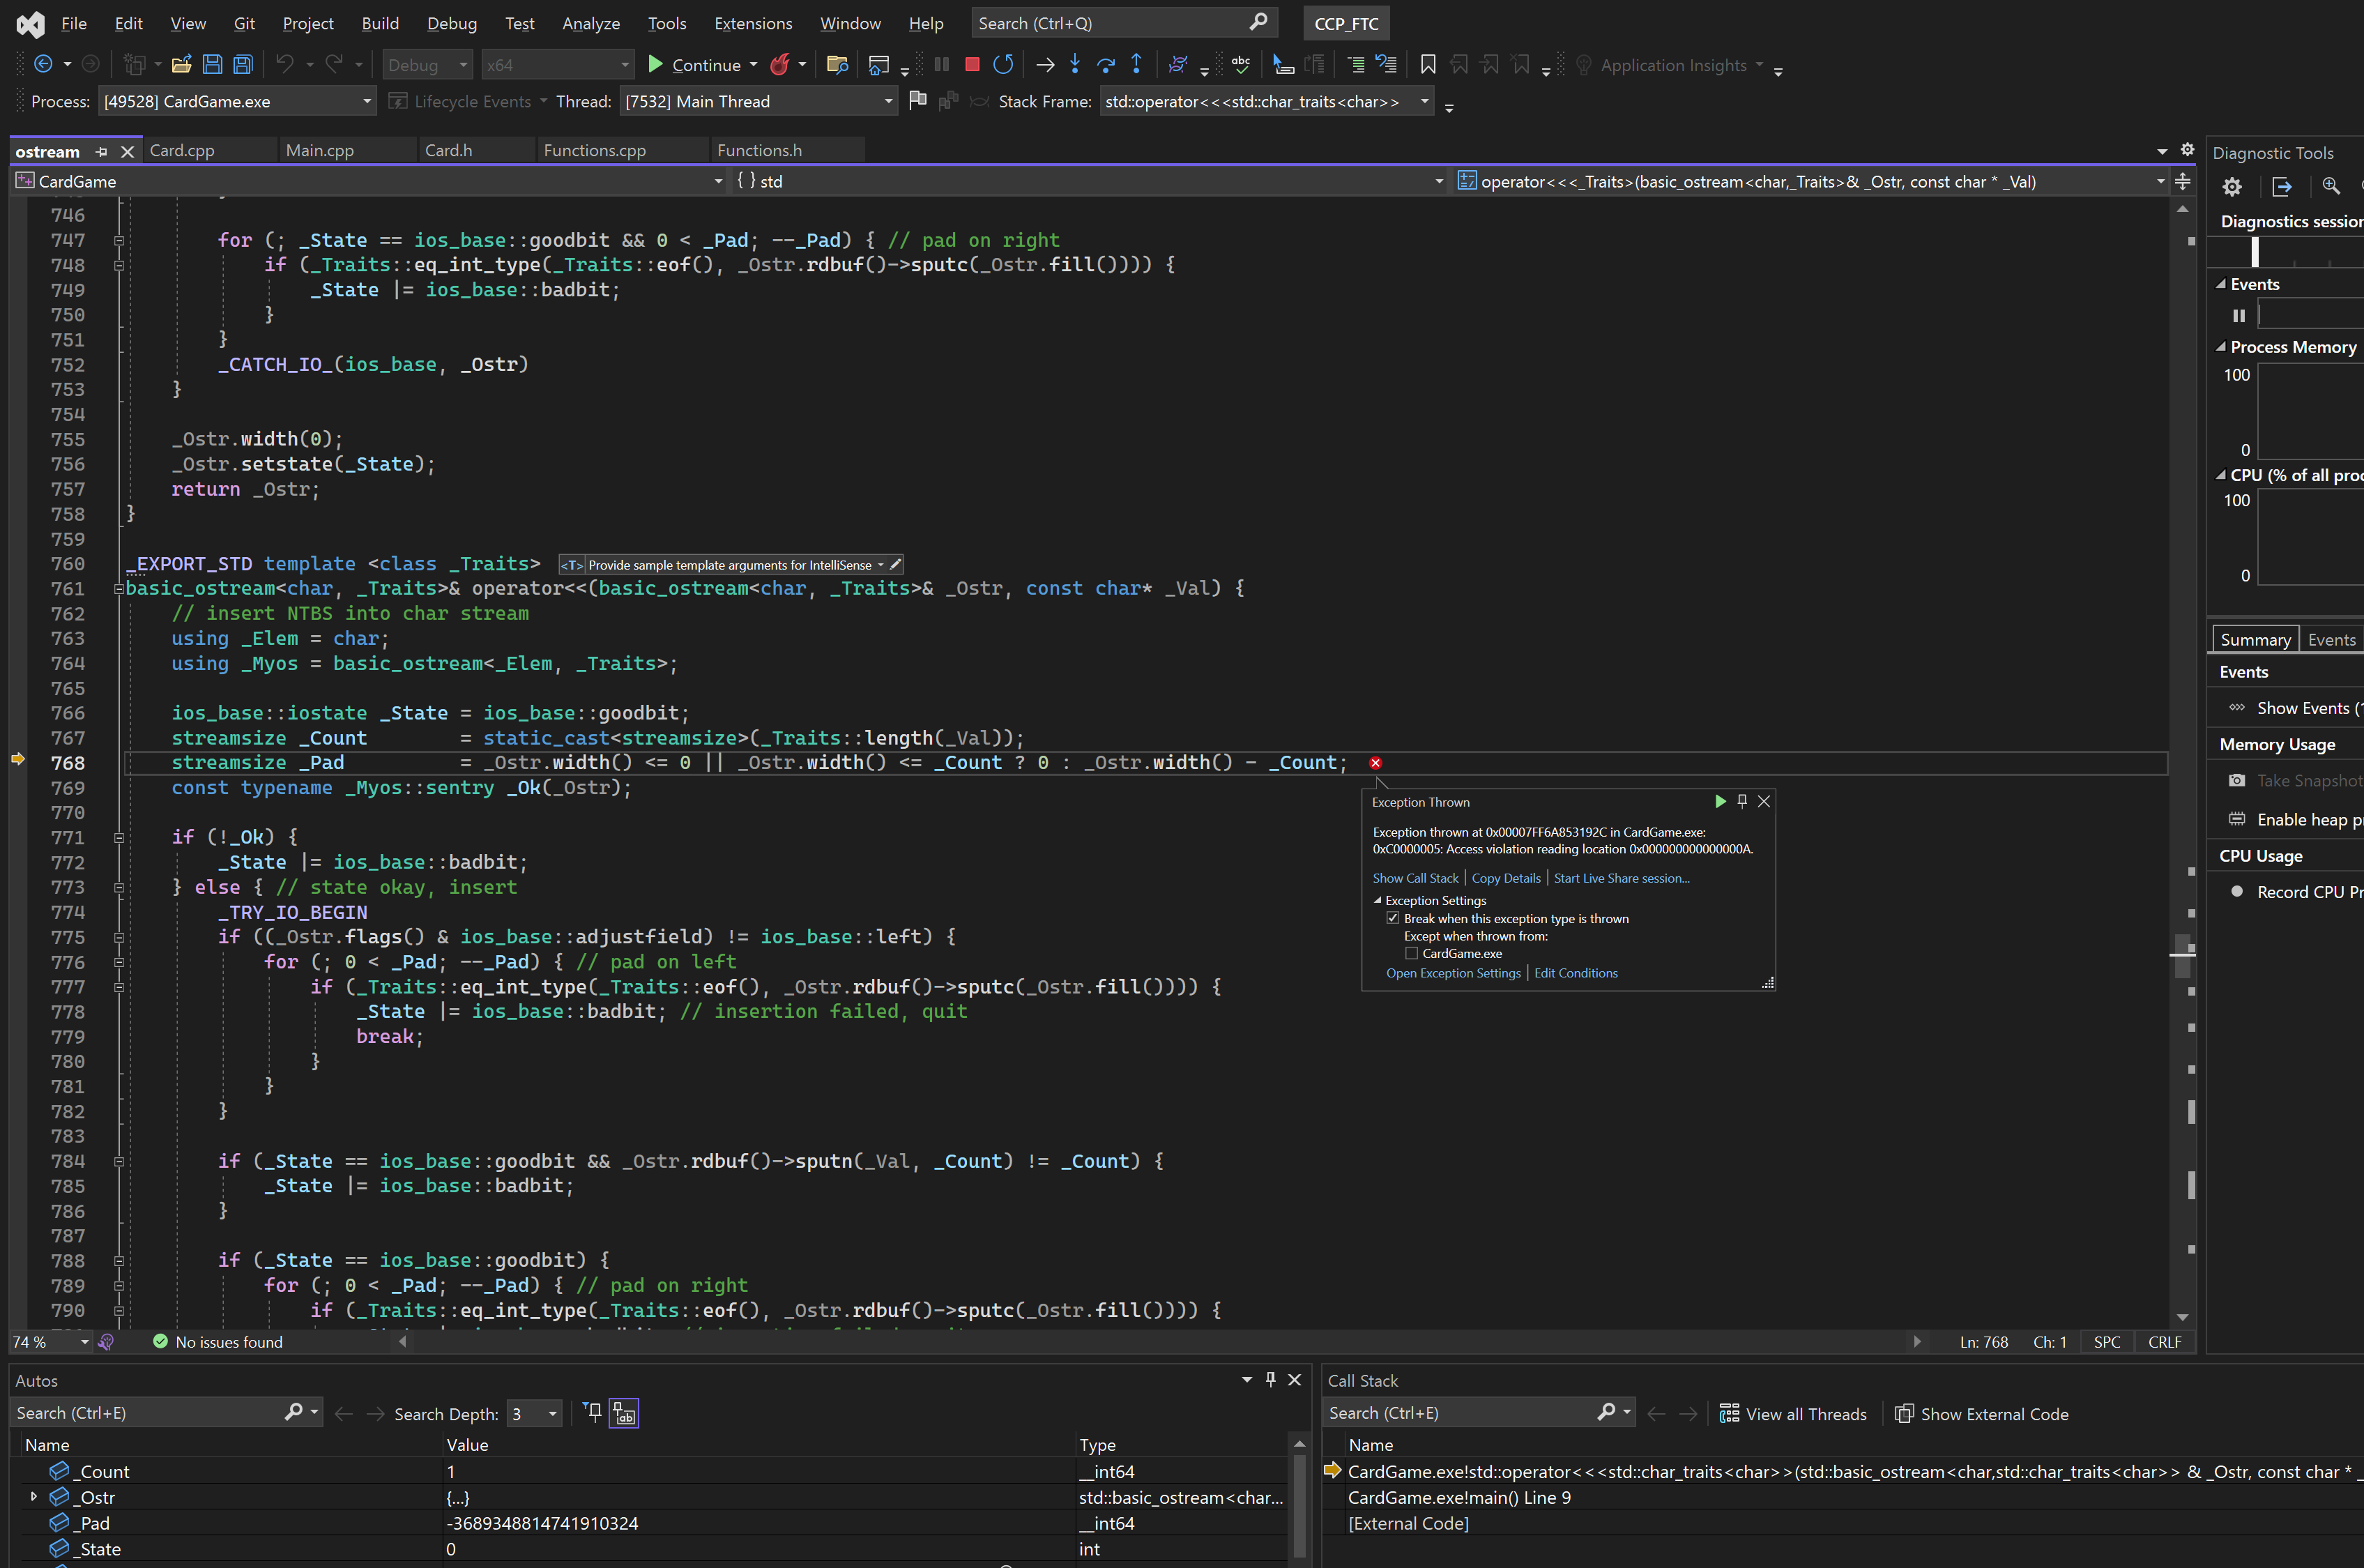 File Edit View Git Project Build Debug Test Analyze Tools Extensions Window Help Search (Ctrl+Q) CCP_FTC
Debug x64 Continue Application Insights
Process: [49528] CardGame.exe Lifecycle Events Thread: [7532] Main Thread Stack Frame: std::operator<<<std::char_traits<char>>
ostream Card.cpp Main.cpp Card.h Functions.cpp Functions.h
CardGame { } std operator<<<_Traits>(basic_ostream<char,_Traits>& _Ostr, const char * _Val)
746
747 for (; _State == ios_base::goodbit && 0 < _Pad; --_Pad) { // pad on right
748 if (_Traits::eq_int_type(_Traits::eof(), _Ostr.rdbuf()->sputc(_Ostr.fill()))) {
749 _State |= ios_base::badbit;
750 }
751 }
752 _CATCH_IO_(ios_base, _Ostr)
753 }
754
755 _Ostr.width(0);
756 _Ostr.setstate(_State);
757 return _Ostr;
758 }
759
760 _EXPORT_STD template <class _Traits> <T> Provide sample template arguments for IntelliSense
761 basic_ostream<char, _Traits>& operator<<(basic_ostream<char, _Traits>& _Ostr, const char* _Val) {
762 // insert NTBS into char stream
763 using _Elem = char;
764 using _Myos = basic_ostream<_Elem, _Traits>;
765
766 ios_base::iostate _State = ios_base::goodbit;
767 streamsize _Count = static_cast<streamsize>(_Traits::length(_Val));
768 streamsize _Pad = _Ostr.width() <= 0 || _Ostr.width() <= _Count ? 0 : _Ostr.width() - _Count;
769 const typename _Myos::sentry _Ok(_Ostr);
770
771 if (!_Ok) {
772 _State |= ios_base::badbit;
773 } else { // state okay, insert
774 _TRY_IO_BEGIN
775 if ((_Ostr.flags() & ios_base::adjustfield) != ios_base::left) {
776 for (; 0 < _Pad; --_Pad) { // pad on left
777 if (_Traits::eq_int_type(_Traits::eof(), _Ostr.rdbuf()->sputc(_Ostr.fill()))) {
778 _State |= ios_base::badbit; // insertion failed, quit
779 break;
780 }
781 }
782 }
783
784 if (_State == ios_base::goodbit && _Ostr.rdbuf()->sputn(_Val, _Count) != _Count) {
785 _State |= ios_base::badbit;
786 }
787
788 if (_State == ios_base::goodbit) {
789 for (; 0 < _Pad; --_Pad) { // pad on right
790 if (_Traits::eq_int_type(_Traits::eof(), _Ostr.rdbuf()->sputc(_Ostr.fill()))) {
Exception Thrown
Exception thrown at 0x00007FF6A853192C in CardGame.exe:
0xC0000005: Access violation reading location 0x000000000000000A.
Show Call Stack | Copy Details | Start Live Share session...
Exception Settings
Break when this exception type is thrown
Except when thrown from:
CardGame.exe
Open Exception Settings | Edit Conditions
74 % No issues found Ln: 768 Ch: 1 SPC CRLF
Diagnostic Tools
Diagnostics session
Events
Process Memory
100
0
CPU (% of all
100
0
Summary Events
Events
Show Events
Memory Usage
Take Snapshot
Enable heap
CPU Usage
Record CPU
Autos
Search (Ctrl+E) Search Depth: 3
Name Value Type
_Count 1 __int64
_Ostr {...} std::basic_ostream<char...
_Pad -3689348814741910324 __int64
_State 0 int
Call Stack
Search (Ctrl+E) View all Threads Show External Code
Name
CardGame.exe!std::operator<<<std::char_traits<char>>(std::basic_ostream<char,std::char_traits<char>> & _Ostr, const char *
CardGame.exe!main() Line 9
[External Code]